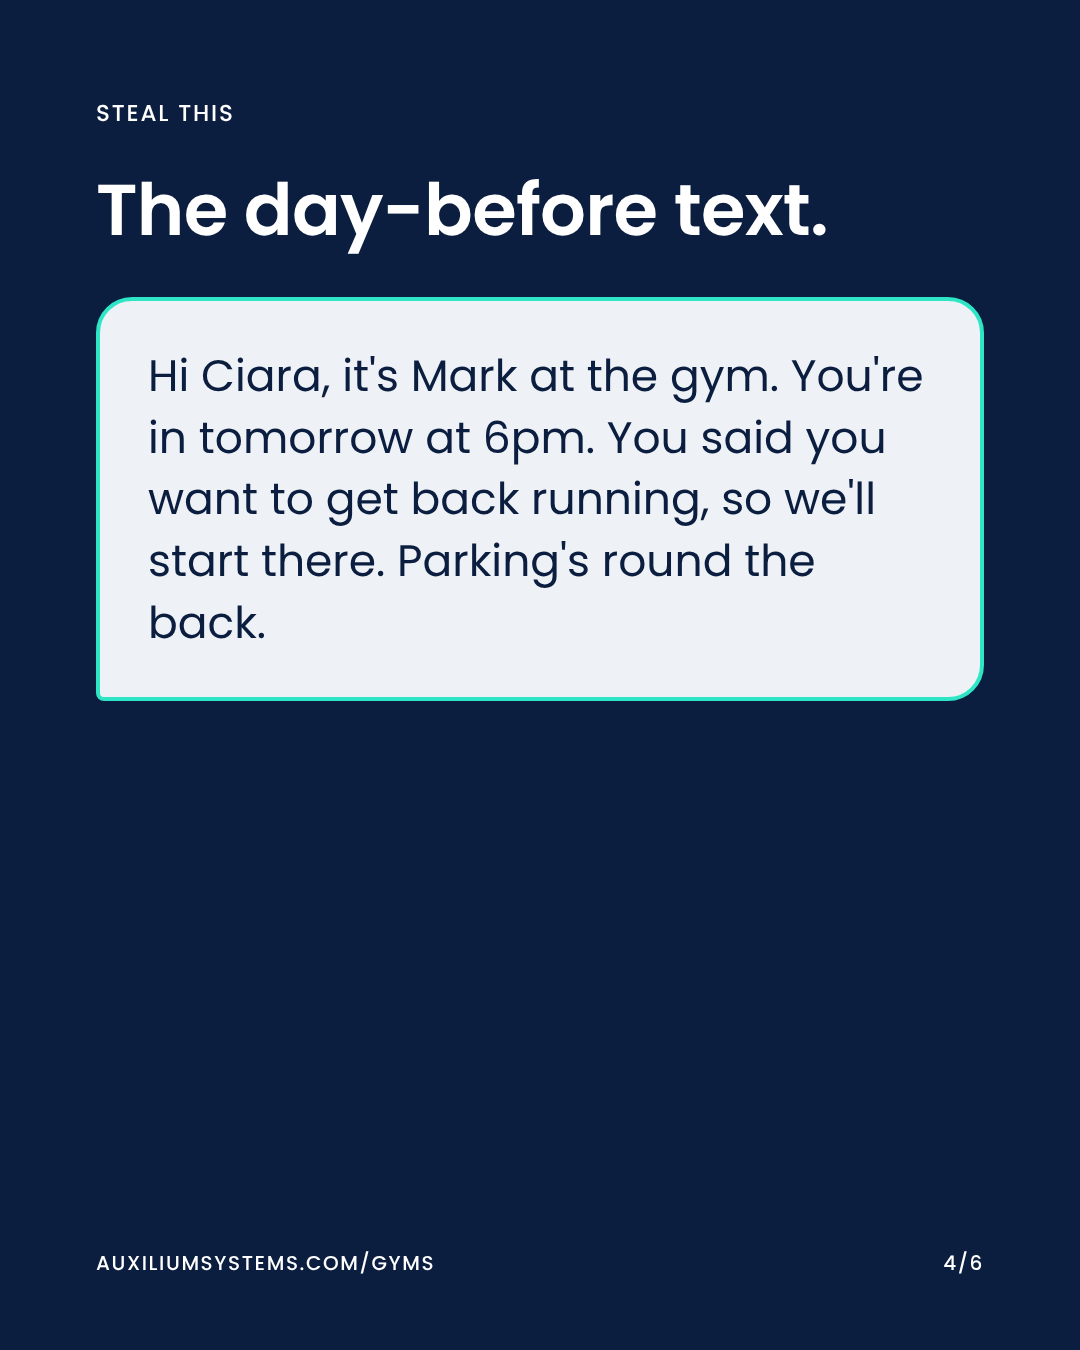 STEAL THIS
The day-before text.
Hi Ciara, it's Mark at the gym. You're
in tomorrow at 6pm. You said you
want to get back running, so we'll
start there. Parking's round the
back.
AUXILIUMSYSTEMS.COM/GYMS
4/6